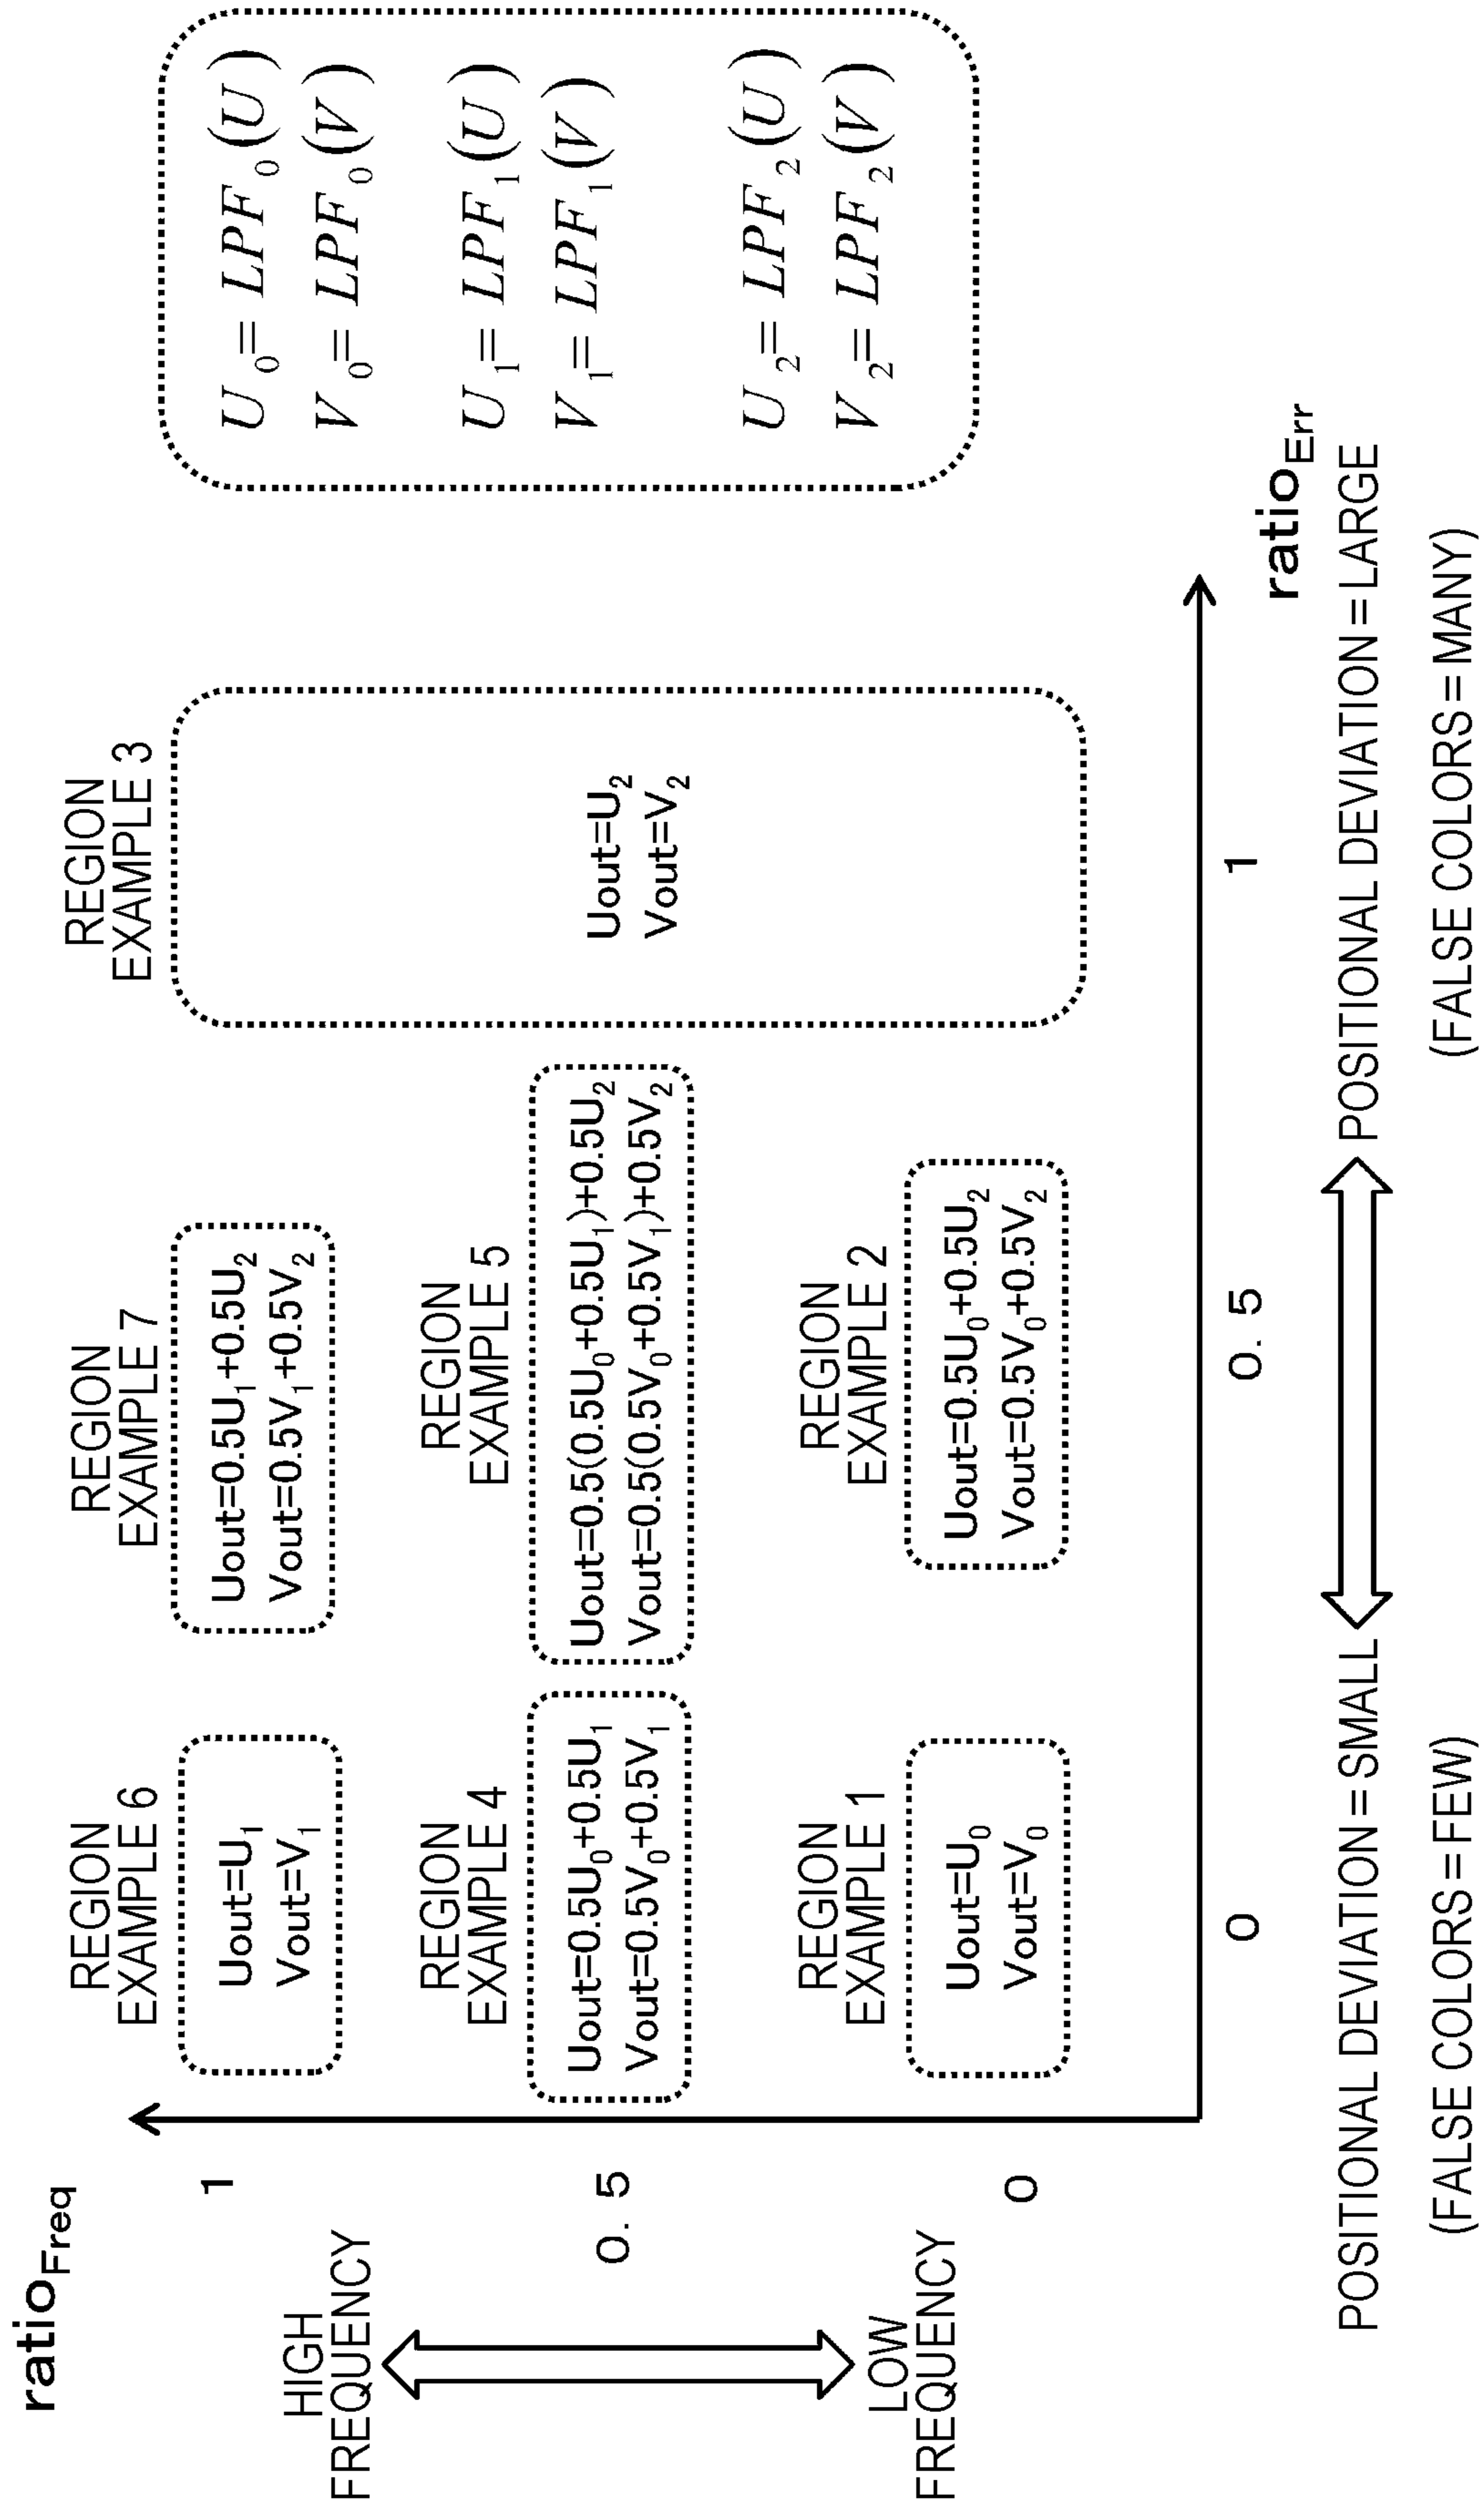 ratioFreq
HIGH
FREQUENCY
LOW
FREQUENCY
1
0. 5
0
REGION
EXAMPLE 6
Uout=U1
Vout=V1
REGION
EXAMPLE 7
Uout=0.5U1+0.5U2
Vout=0.5V1+0.5V2
REGION
EXAMPLE 3
Uout=U2
Vout=V2
REGION
EXAMPLE 4
Uout=0.5U0+0.5U1
Vout=0.5V0+0.5V1
REGION
EXAMPLE 5
Uout=0.5(0.5U0+0.5U1)+0.5U2
Vout=0.5(0.5V0+0.5V1)+0.5V2
REGION
EXAMPLE 1
Uout=U0
Vout=V0
REGION
EXAMPLE 2
Uout=0.5U0+0.5U2
Vout=0.5V0+0.5V2
U0= LPF0(U)
V0= LPF0(V)
U1= LPF1(U)
V1= LPF1(V)
U2= LPF2(U)
V2= LPF2(V)
0
0. 5
1
ratioErr
POSITIONAL DEVIATION=SMALL
POSITIONAL DEVIATION=LARGE
(FALSE COLORS=FEW)
(FALSE COLORS=MANY)